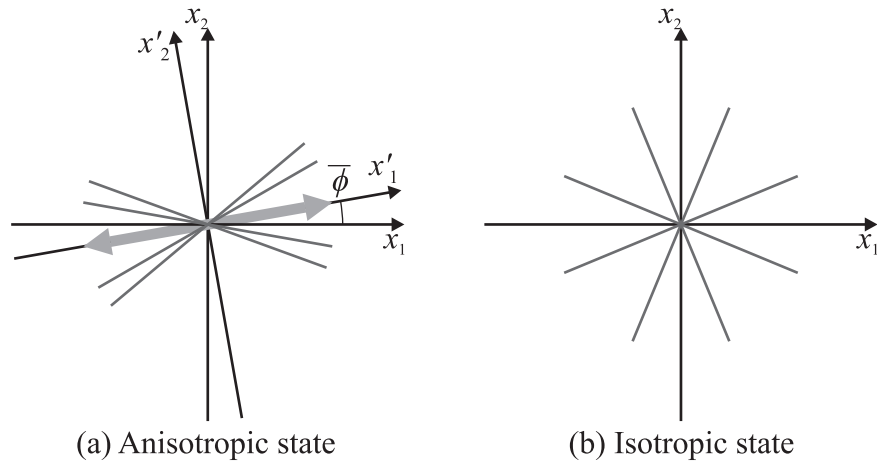 x₂
x′₂
ϕ̅
x′₁
x₁
(a) Anisotropic state
x₂
x₁
(b) Isotropic state